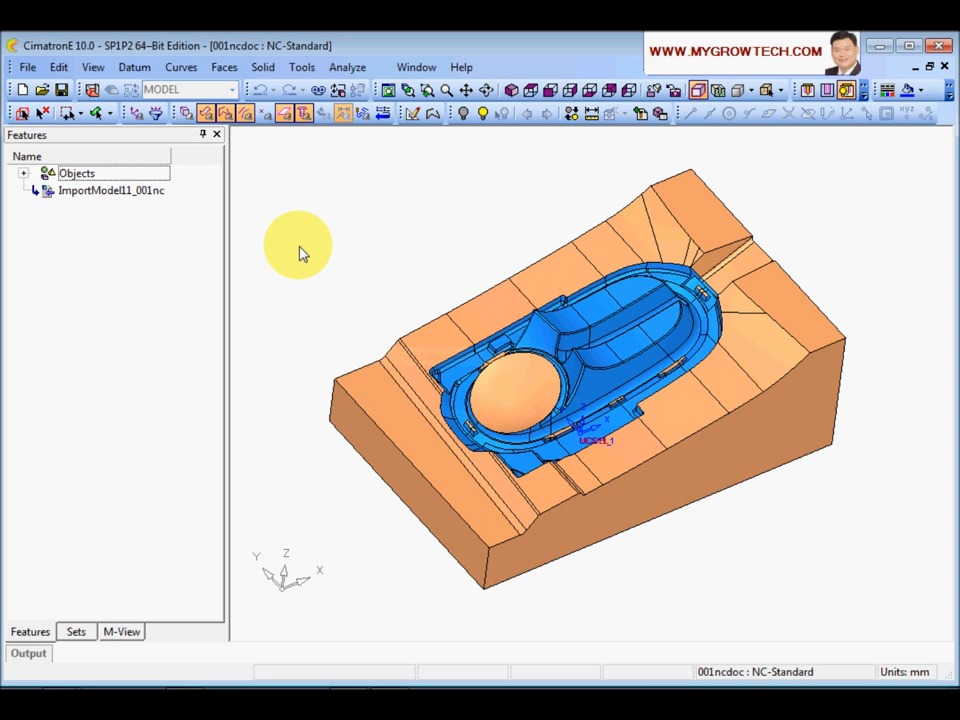 CimatronE 10.0 - SP1P2 64-Bit Edition - [001ncdoc : NC-Standard]
WWW.MYGROWTECH.COM
File Edit View Datum Curves Faces Solid Tools Analyze Window Help
MODEL
Features
Name
Objects
ImportModel11_001nc
Z
X
Y Z X
Features Sets M-View
Output
001ncdoc : NC-Standard Units: mm